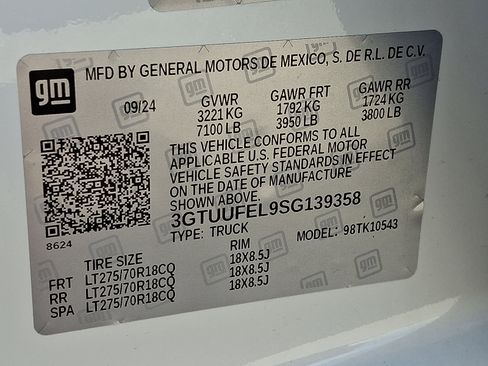 gm MFD BY GENERAL MOTORS DE MEXICO, S. DE R.L. DE C.V.
09/24 GVWR GAWR FRT GAWR RR
3221 KG 1792 KG 1724 KG
7100 LB 3950 LB 3800 LB
THIS VEHICLE CONFORMS TO ALL
APPLICABLE U.S. FEDERAL MOTOR
VEHICLE SAFETY STANDARDS IN EFFECT
ON THE DATE OF MANUFACTURE
SHOWN ABOVE.
3GTUUFEL9SG139358
8624 TYPE: TRUCK MODEL: 98TK10543
TIRE SIZE RIM
FRT LT275/70R18CQ 18X8.5J
RR LT275/70R18CQ 18X8.5J
SPA LT275/70R18CQ 18X8.5J